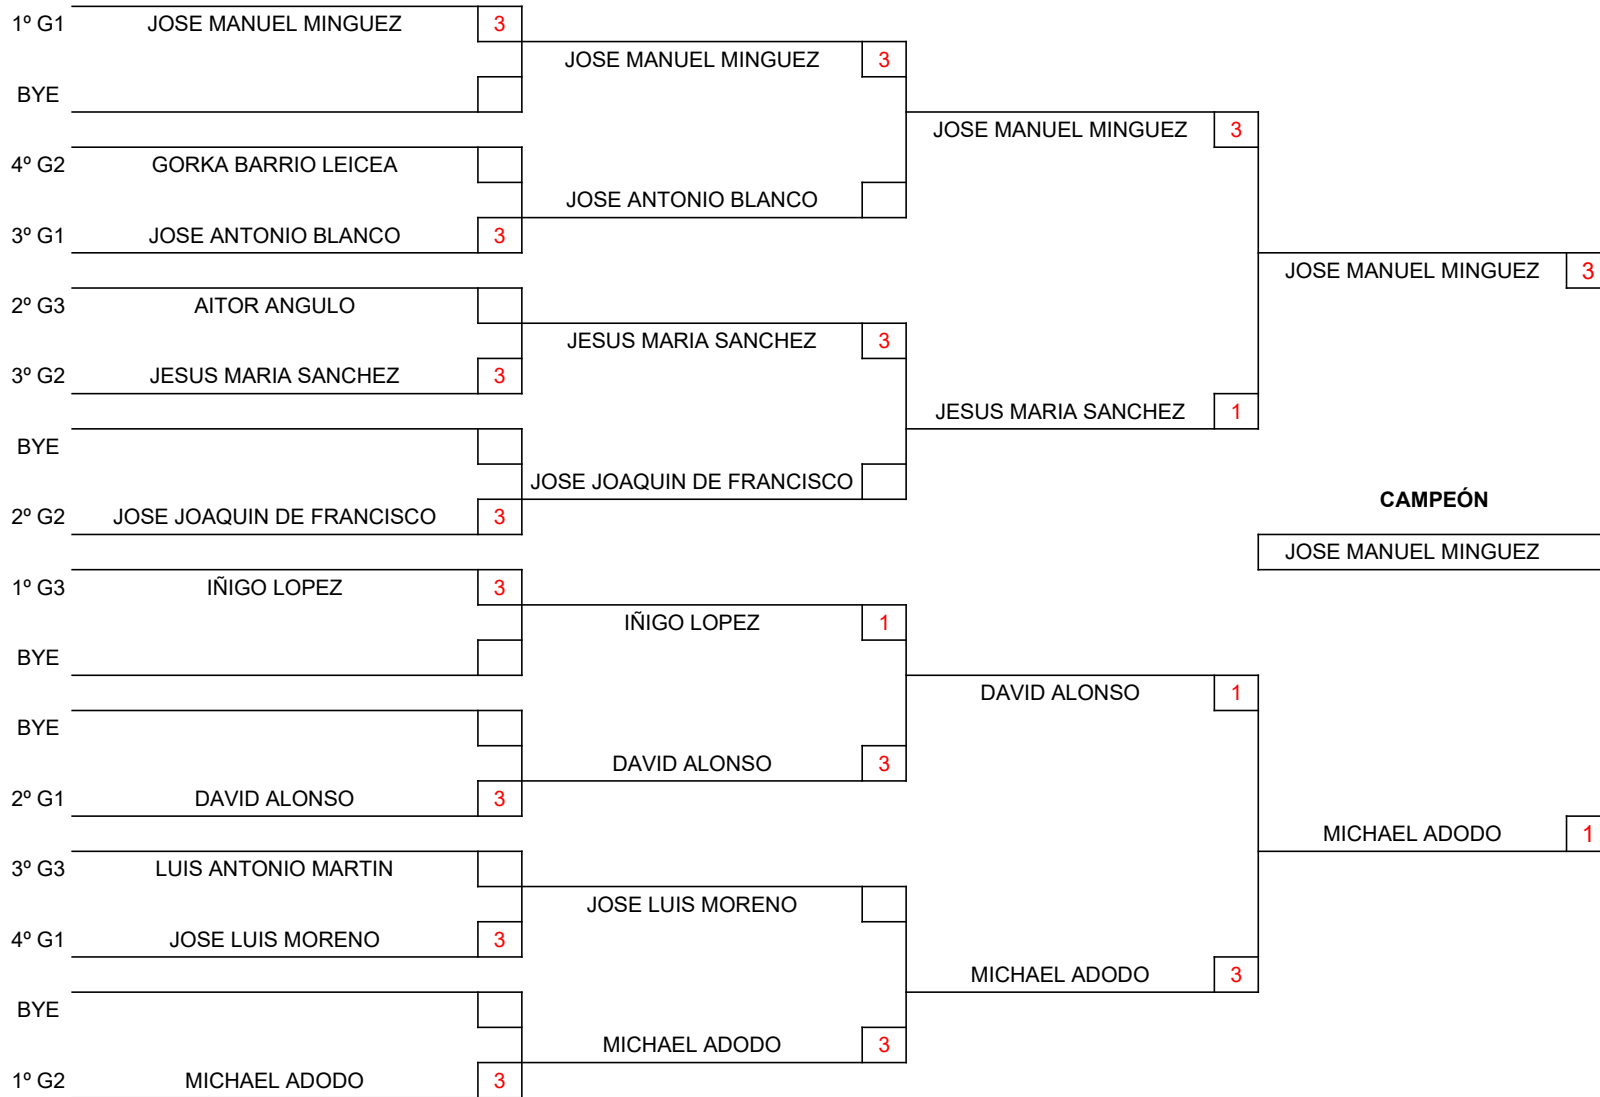 1º G1 JOSE MANUEL MINGUEZ 3
JOSE MANUEL MINGUEZ 3
BYE
JOSE MANUEL MINGUEZ 3
4º G2 GORKA BARRIO LEICEA
JOSE ANTONIO BLANCO
3º G1 JOSE ANTONIO BLANCO 3
JOSE MANUEL MINGUEZ 3
2º G3 AITOR ANGULO
JESUS MARIA SANCHEZ 3
3º G2 JESUS MARIA SANCHEZ 3
JESUS MARIA SANCHEZ 1
BYE
JOSE JOAQUIN DE FRANCISCO
CAMPEÓN
2º G2 JOSE JOAQUIN DE FRANCISCO 3
JOSE MANUEL MINGUEZ
1º G3 IÑIGO LOPEZ 3
IÑIGO LOPEZ 1
BYE
DAVID ALONSO 1
BYE
DAVID ALONSO 3
2º G1 DAVID ALONSO 3
MICHAEL ADODO 1
3º G3 LUIS ANTONIO MARTIN
JOSE LUIS MORENO
4º G1 JOSE LUIS MORENO 3
MICHAEL ADODO 3
BYE
MICHAEL ADODO 3
1º G2 MICHAEL ADODO 3